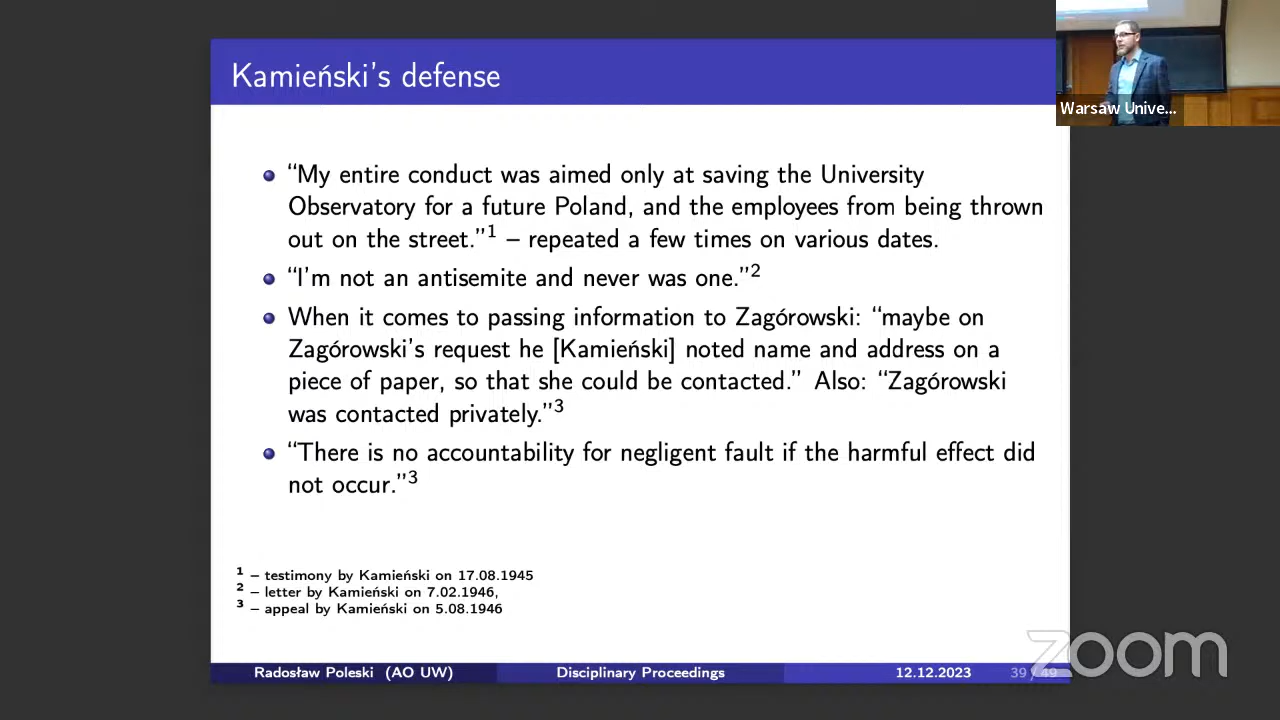 Kamieński's defense
Warsaw Unive...
“My entire conduct was aimed only at saving the University
Observatory for a future Poland, and the employees from being thrown
out on the street.”1 – repeated a few times on various dates.
“I'm not an antisemite and never was one.”2
When it comes to passing information to Zagórowski: “maybe on
Zagórowski's request he [Kamieński] noted name and address on a
piece of paper, so that she could be contacted.” Also: “Zagórowski
was contacted privately.”3
“There is no accountability for negligent fault if the harmful effect did
not occur.”3
1 – testimony by Kamieński on 17.08.1945
2 – letter by Kamieński on 7.02.1946,
3 – appeal by Kamieński on 5.08.1946
Radosław Poleski (AO UW) Disciplinary Proceedings 12.12.2023 39 / 49
zoom